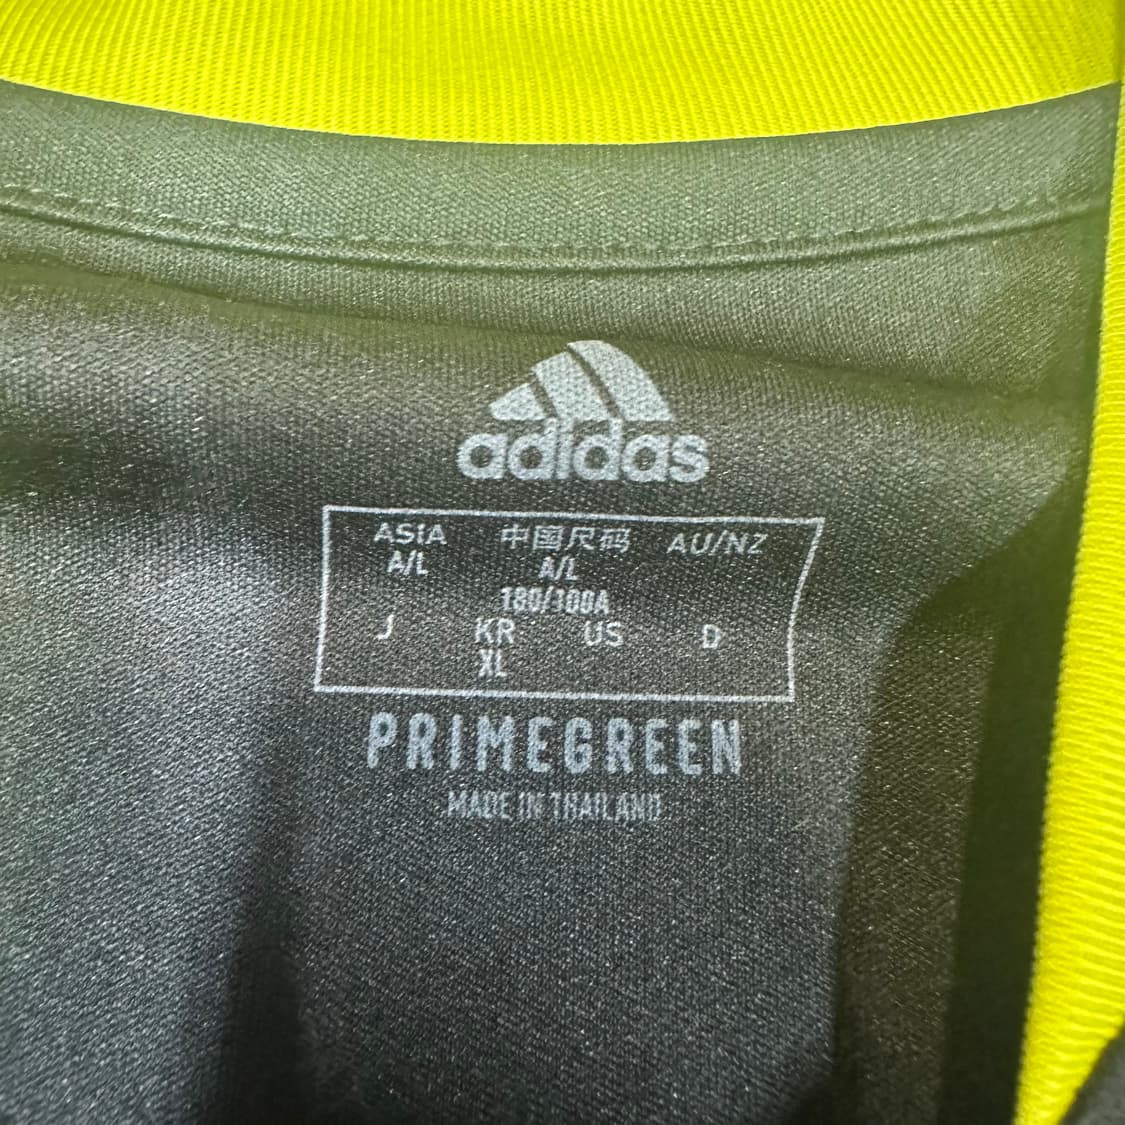 adidas
ASIA 中国尺码 AU/NZ
A/L A/L
180/100A
J KR US D
XL
PRIMEGREEN
MADE IN THAILAND